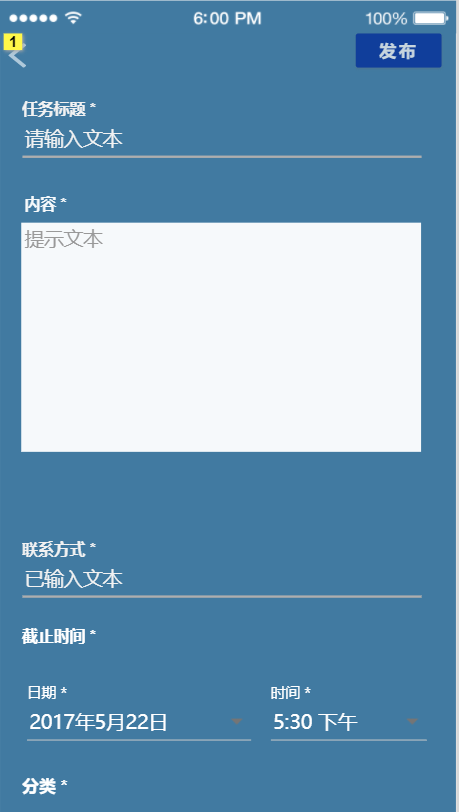 6:00 PM 100%
1 发布
任务标题 *
请输入文本
内容 *
提示文本
联系方式 *
已输入文本
截止时间 *
日期 * 时间 *
2017年5月22日 5:30 下午
分类 *